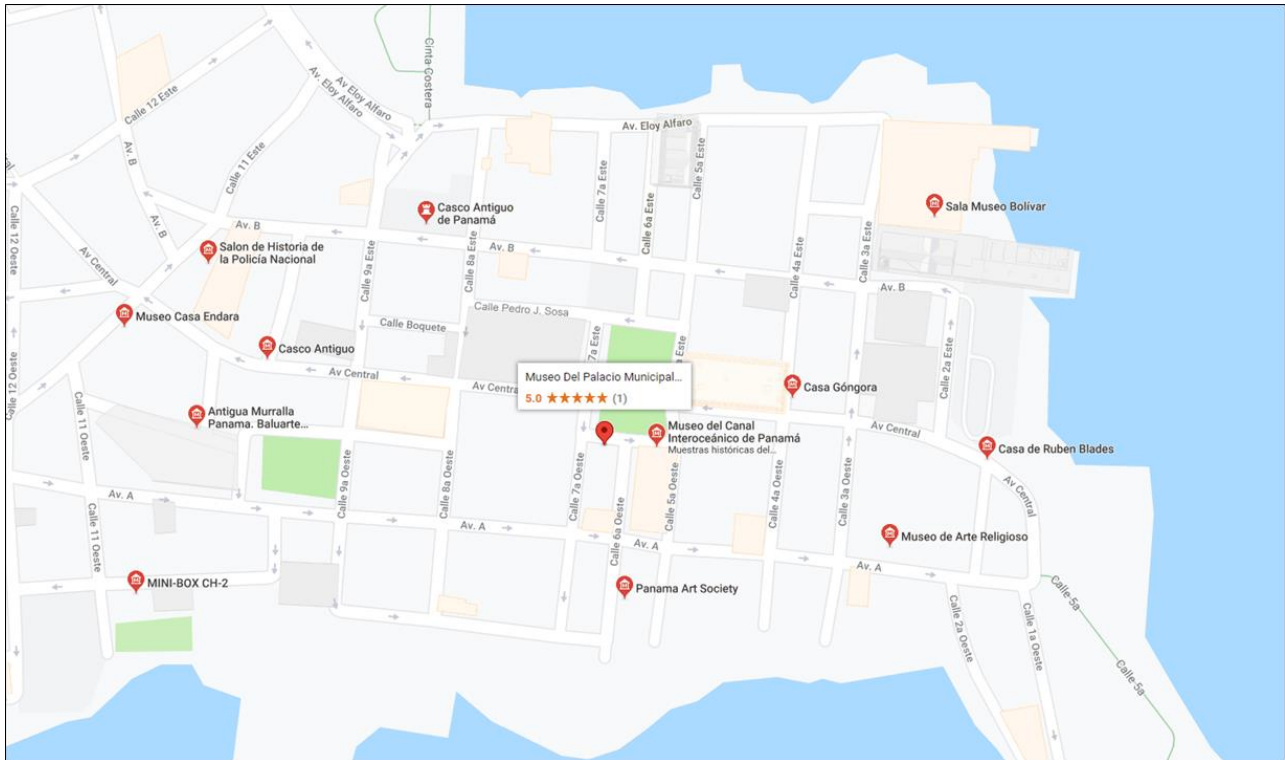 Cinta Costera
Calle 12 Este
Av Eloy Alfaro
Av. Eloy Alfaro
Av. Eloy Alfaro
Av. B
Calle 11 Este
Calle 7a Este
Calle 6a Este
Calle 5a Este
Av. B
Casco Antiguo
de Panamá
Sala Museo Bolívar
Calle 12 Oeste
Av. B
Salon de Historia de
la Policía Nacional
Av Central
Calle 9a Este
Calle 8a Este
Av. B
Calle 4a Este
Calle 3a Este
Av. B
Museo Casa Endara
Calle Pedro J. Sosa
Calle Boquete
Casco Antiguo
Av Central
Calle 2a Este
Museo Del Palacio Municipal...
5.0 ★★★★★ (1)
Casa Góngora
Calle 11 Oeste
Antigua Murralla
Panama. Baluarte...
Museo del Canal
Interoceánico de Panamá
Muestras históricas del...
Av Central
Casa de Ruben Blades
Av Central
Calle 9a Oeste
Calle 8a Oeste
Calle 7a Oeste
Calle 6a Oeste
Calle 5a Oeste
Calle 4a Oeste
Calle 3a Oeste
Av. A
Calle 11 Oeste
Av. A
Av. A
Museo de Arte Religioso
Av. A
MINI-BOX CH-2
Panama Art Society
Calle 2a Oeste
Calle 1a Oeste
Calle 5a
Calle 5a